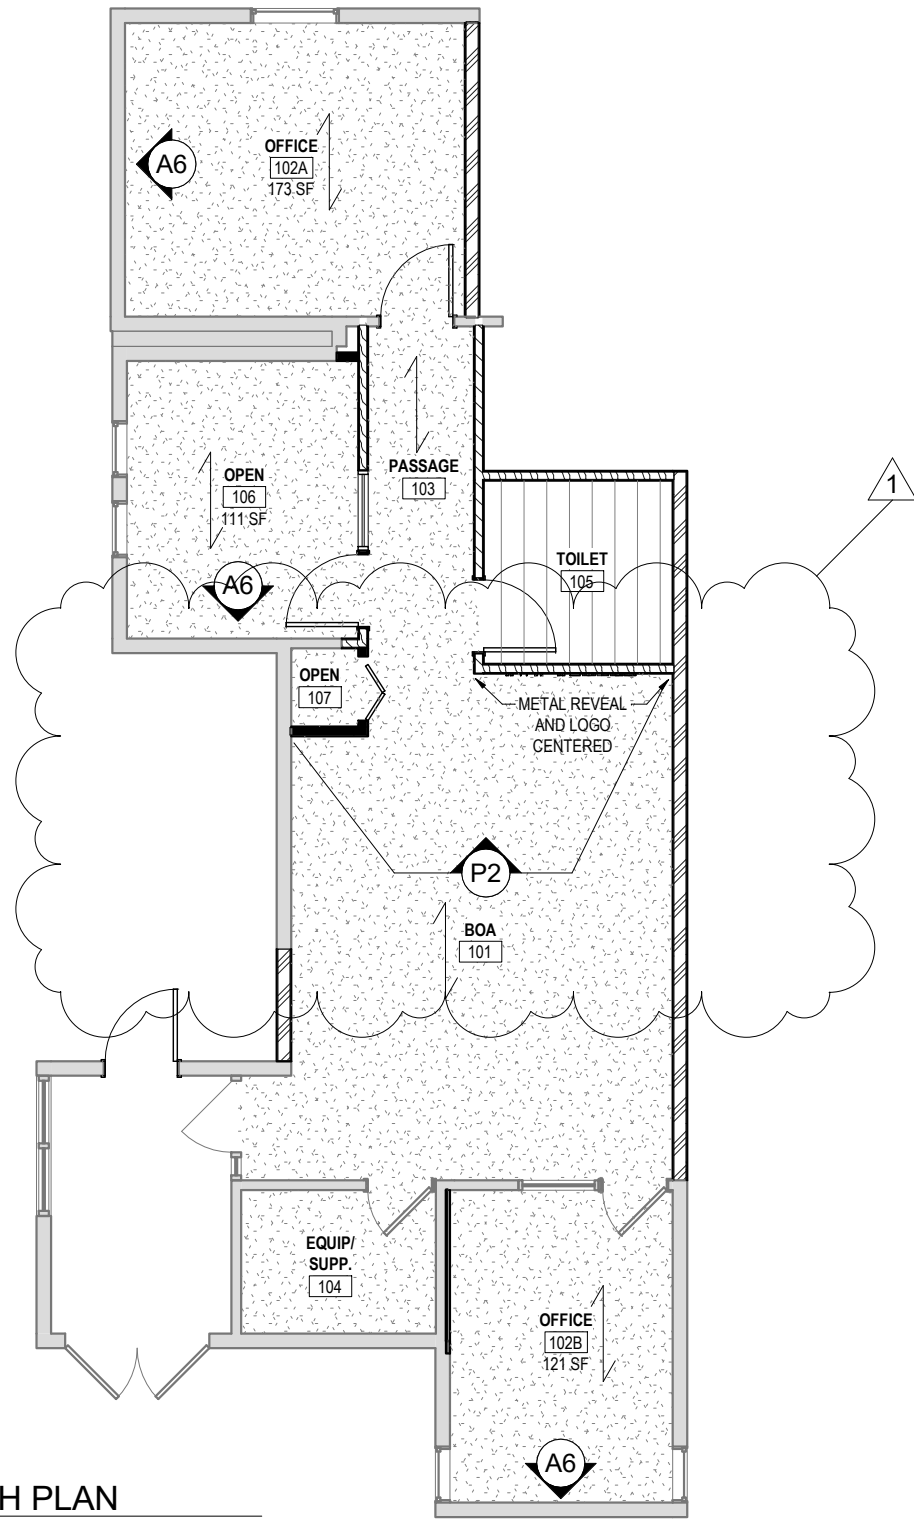 OFFICE
102A
173 SF
A6
PASSAGE
103
OPEN
106
111 SF
1
TOILET
105
A6
OPEN
107
METAL REVEAL
AND LOGO
CENTERED
P2
BOA
101
EQUIP/
SUPP.
104
OFFICE
102B
121 SF
A6
H PLAN